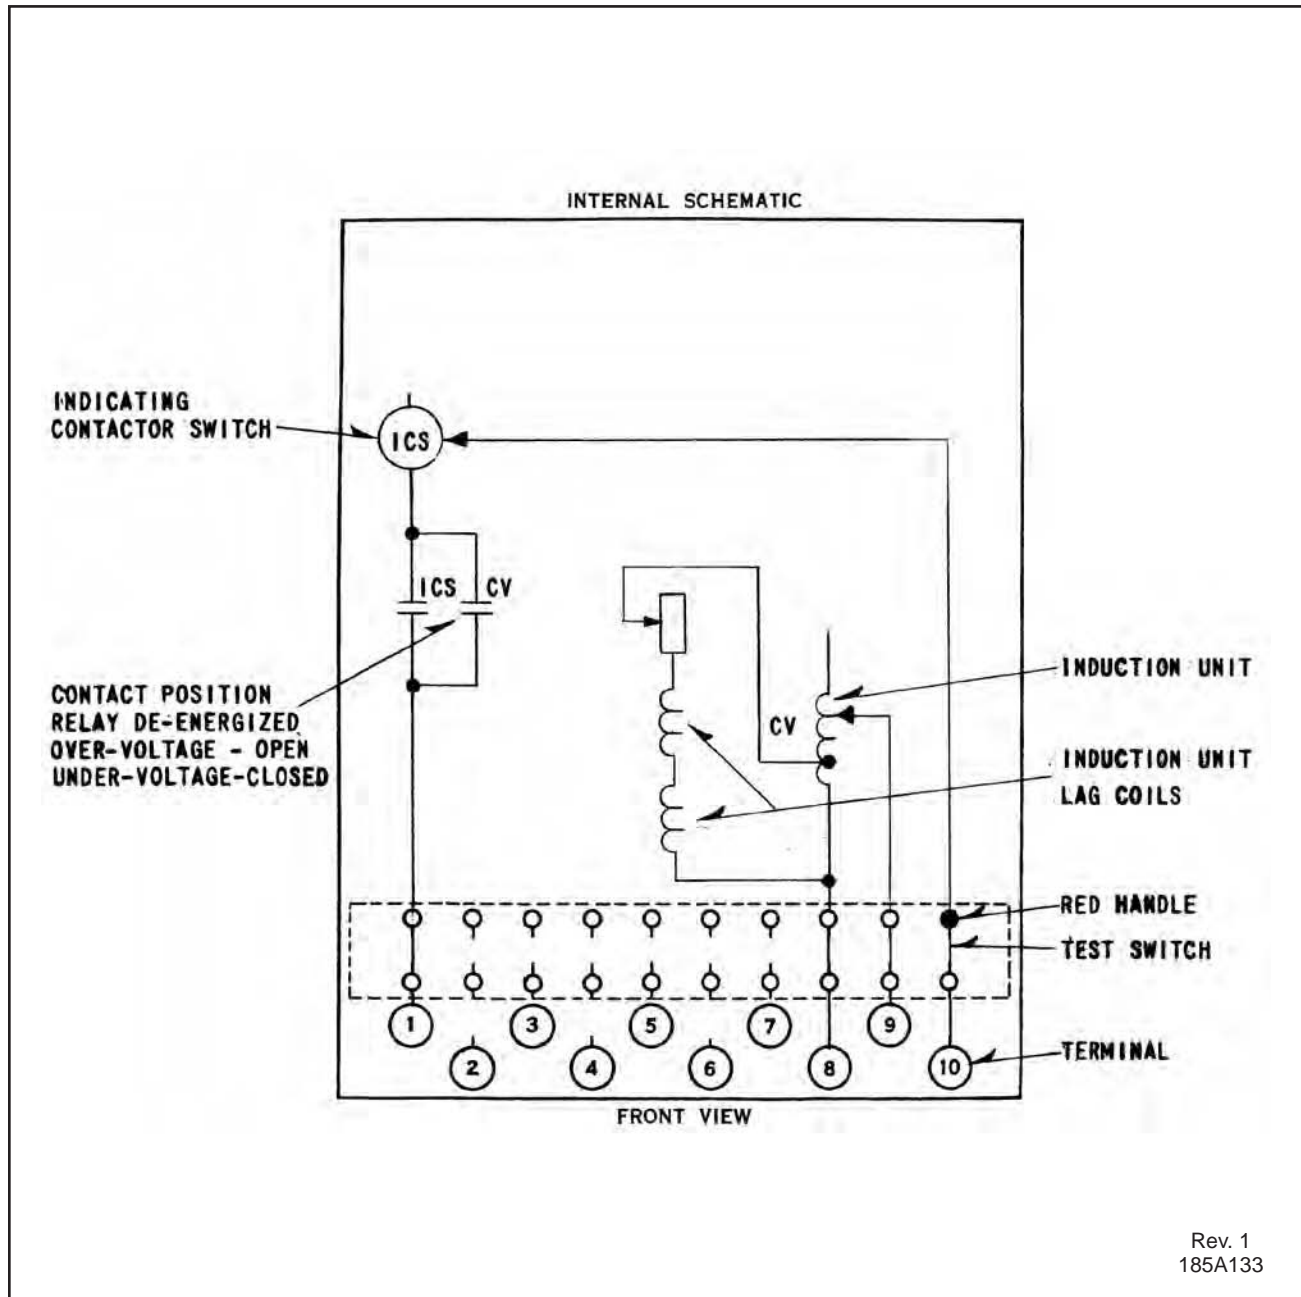 INTERNAL SCHEMATIC
INDICATING
CONTACTOR SWITCH
ICS
ICS CV
CONTACT POSITION
RELAY DE-ENERGIZED
OVER-VOLTAGE - OPEN
UNDER-VOLTAGE-CLOSED
CV
INDUCTION UNIT
INDUCTION UNIT
LAG COILS
RED HANDLE
TEST SWITCH
1 3 5 7 9
2 4 6 8 10
TERMINAL
FRONT VIEW
Rev. 1
185A133